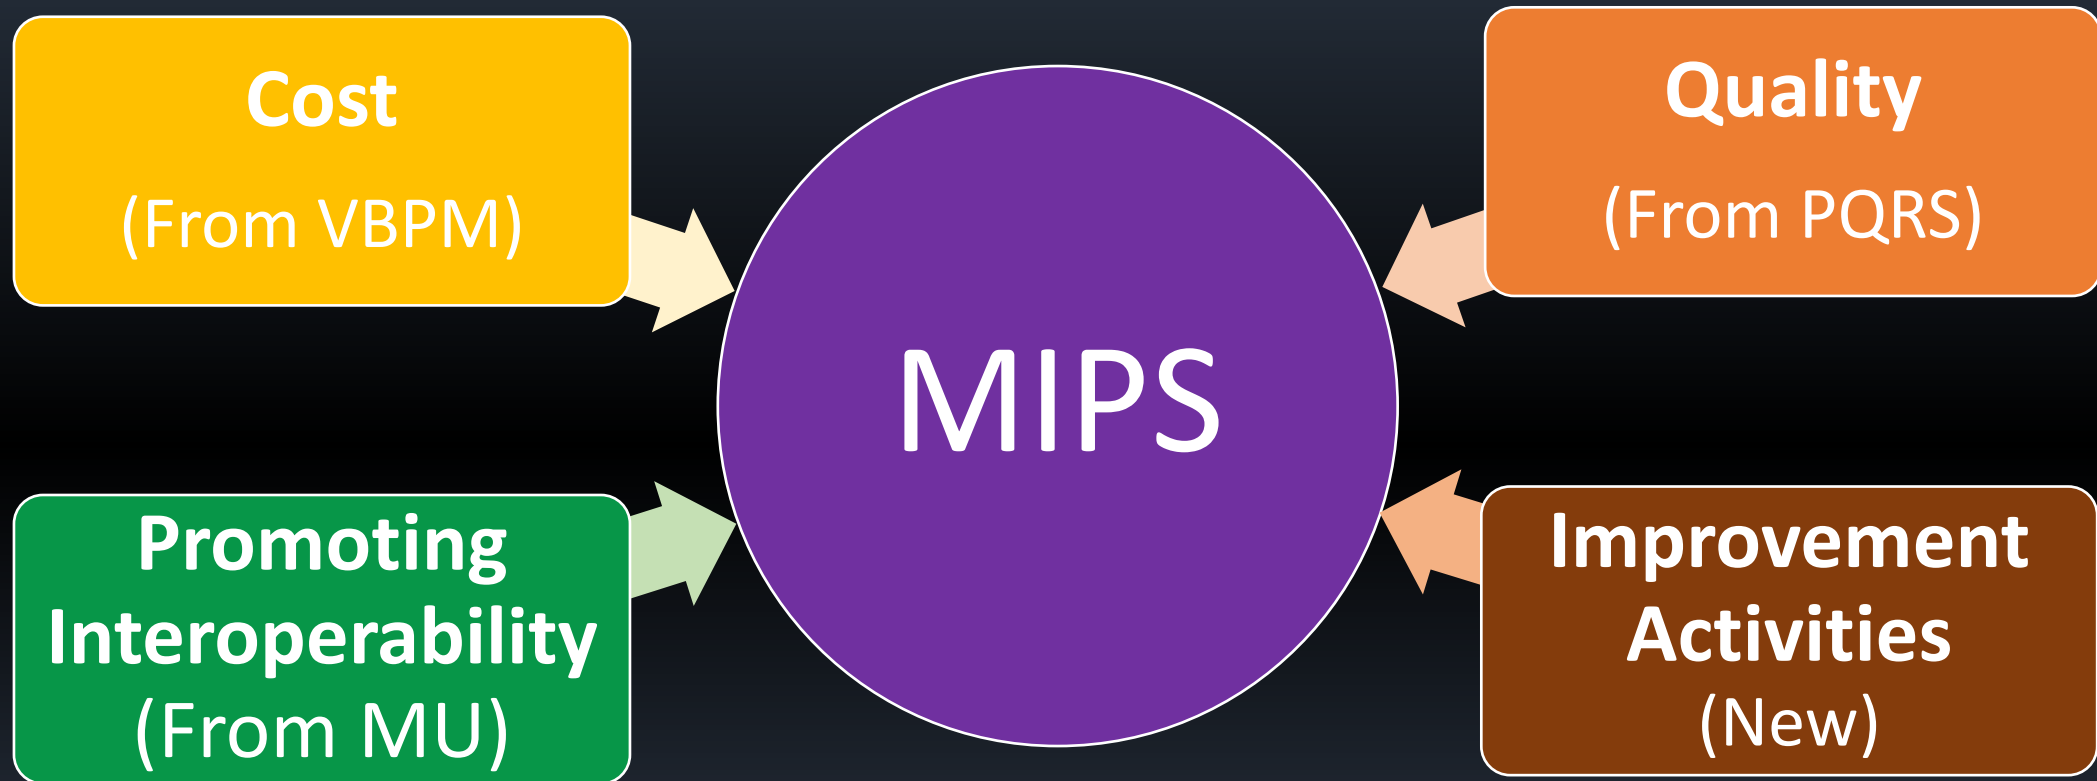 Cost
(From VBPM)
Quality
(From PQRS)
MIPS
Promoting
Interoperability
(From MU)
Improvement
Activities
(New)